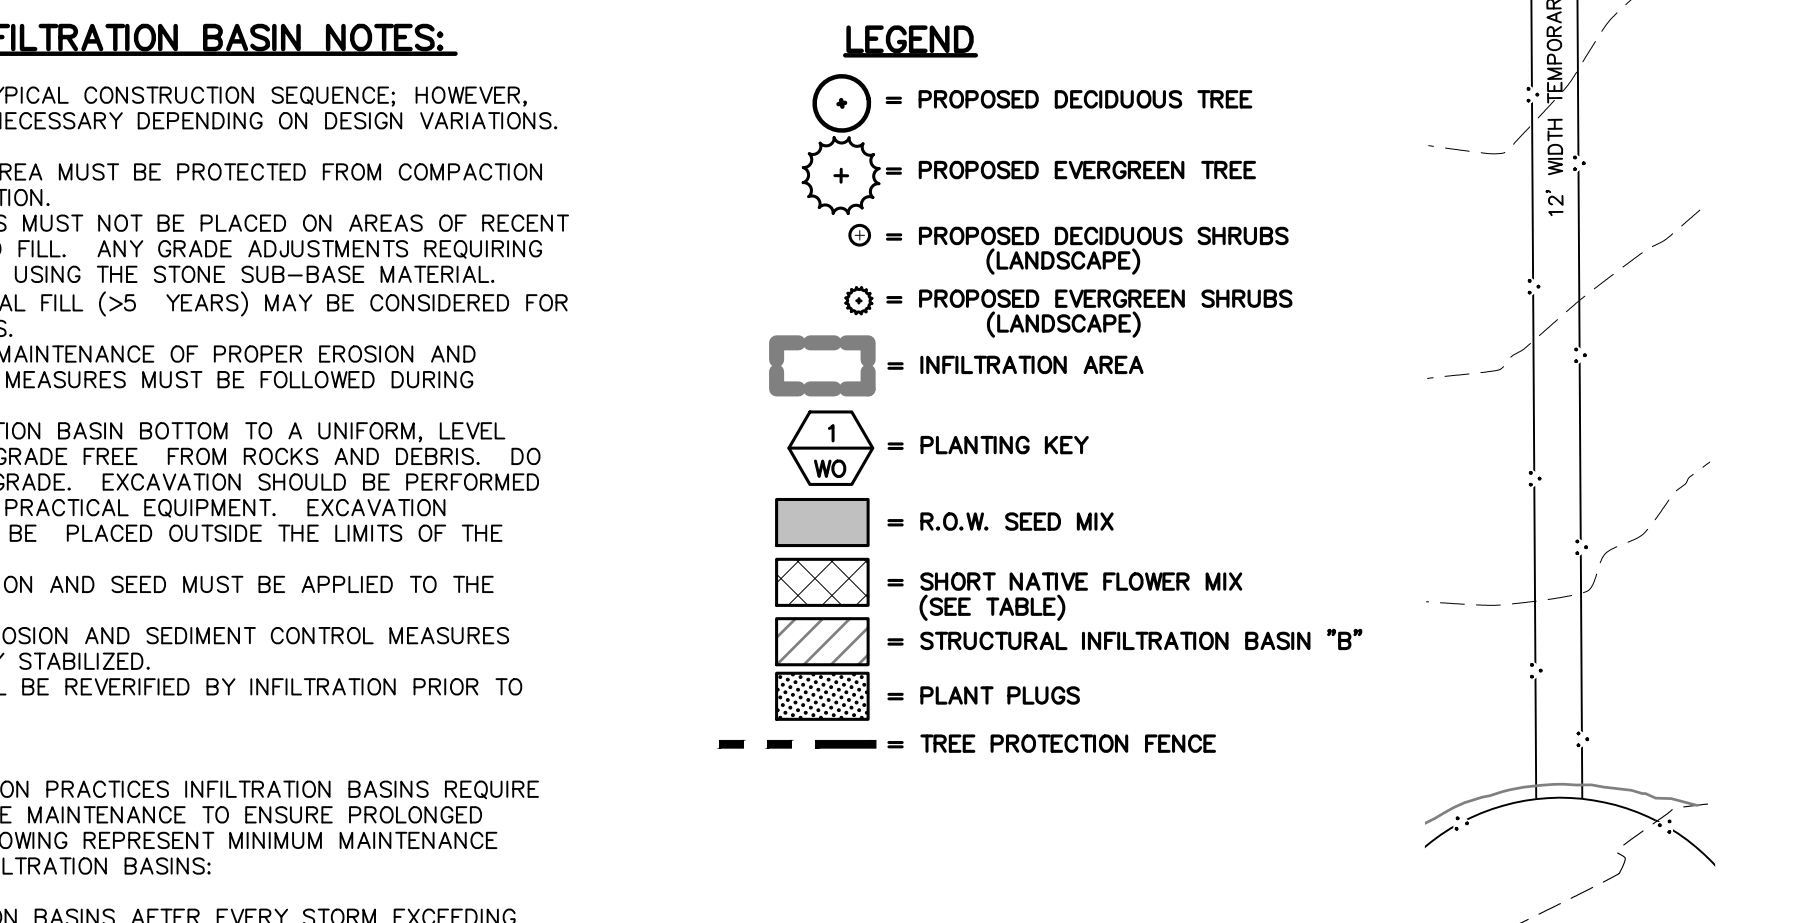 FILTRATION BASIN NOTES:
YPICAL CONSTRUCTION SEQUENCE; HOWEVER,
NECESSARY DEPENDING ON DESIGN VARIATIONS.
AREA MUST BE PROTECTED FROM COMPACTION
TION.
S MUST NOT BE PLACED ON AREAS OF RECENT
D FILL. ANY GRADE ADJUSTMENTS REQUIRING
USING THE STONE SUB-BASE MATERIAL.
AL FILL (>5 YEARS) MAY BE CONSIDERED FOR
S.
MAINTENANCE OF PROPER EROSION AND
MEASURES MUST BE FOLLOWED DURING
TION BASIN BOTTOM TO A UNIFORM, LEVEL
GRADE FREE FROM ROCKS AND DEBRIS. DO
GRADE. EXCAVATION SHOULD BE PERFORMED
PRACTICAL EQUIPMENT. EXCAVATION
BE PLACED OUTSIDE THE LIMITS OF THE
ION AND SEED MUST BE APPLIED TO THE
OSION AND SEDIMENT CONTROL MEASURES
Y STABILIZED.
L BE REVERIFIED BY INFILTRATION PRIOR TO
ON PRACTICES INFILTRATION BASINS REQUIRE
E MAINTENANCE TO ENSURE PROLONGED
OWING REPRESENT MINIMUM MAINTENANCE
ILTRATION BASINS:
ON BASINS AFTER EVERY STORM EXCEEDING
LEGEND
= PROPOSED DECIDUOUS TREE
= PROPOSED EVERGREEN TREE
= PROPOSED DECIDUOUS SHRUBS
(LANDSCAPE)
= PROPOSED EVERGREEN SHRUBS
(LANDSCAPE)
= INFILTRATION AREA
1
WO
= PLANTING KEY
= R.O.W. SEED MIX
= SHORT NATIVE FLOWER MIX
(SEE TABLE)
= STRUCTURAL INFILTRATION BASIN "B"
= PLANT PLUGS
= TREE PROTECTION FENCE
12' WIDTH TEMPORAR